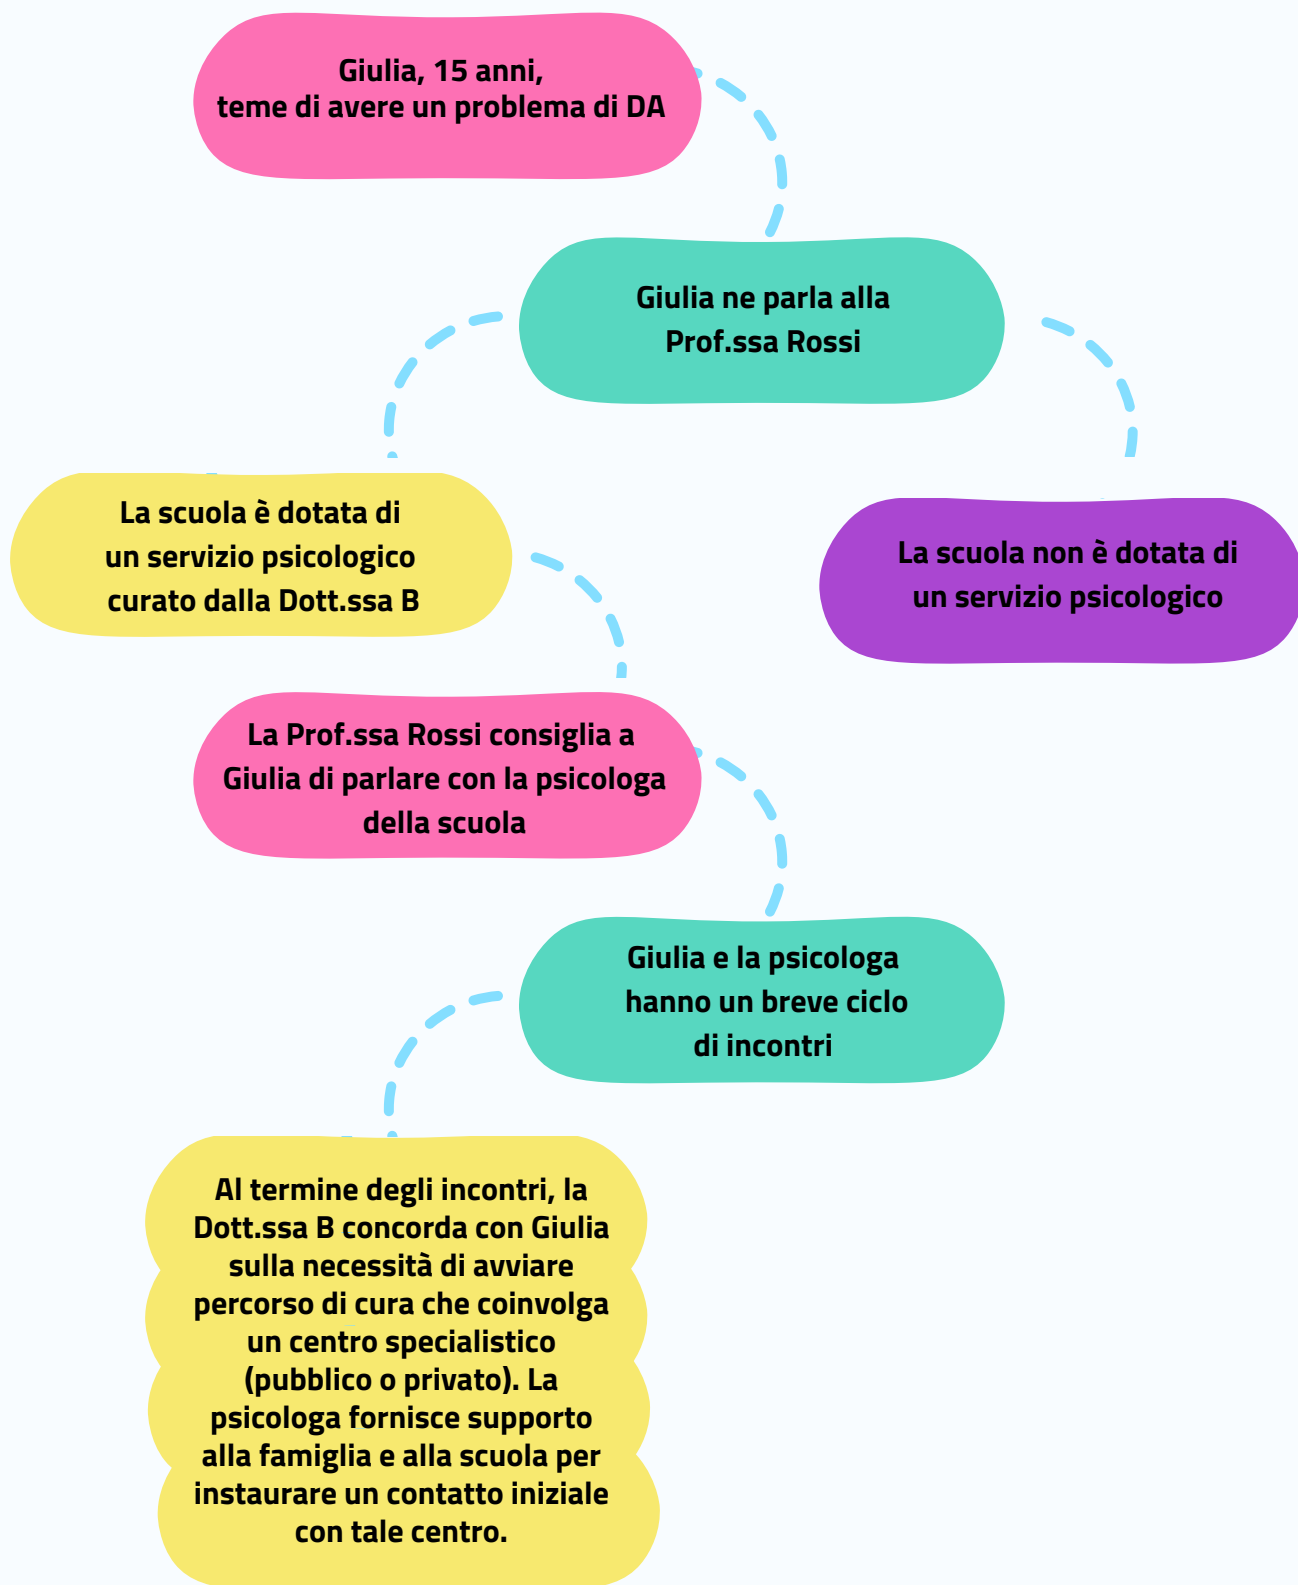 Giulia, 15 anni,
teme di avere un problema di DA
Giulia ne parla alla
Prof.ssa Rossi
La scuola è dotata di
un servizio psicologico
curato dalla Dott.ssa B
La scuola non è dotata di
un servizio psicologico
La Prof.ssa Rossi consiglia a
Giulia di parlare con la psicologa
della scuola
Giulia e la psicologa
hanno un breve ciclo
di incontri
Al termine degli incontri, la
Dott.ssa B concorda con Giulia
sulla necessità di avviare
percorso di cura che coinvolga
un centro specialistico
(pubblico o privato). La
psicologa fornisce supporto
alla famiglia e alla scuola per
instaurare un contatto iniziale
con tale centro.